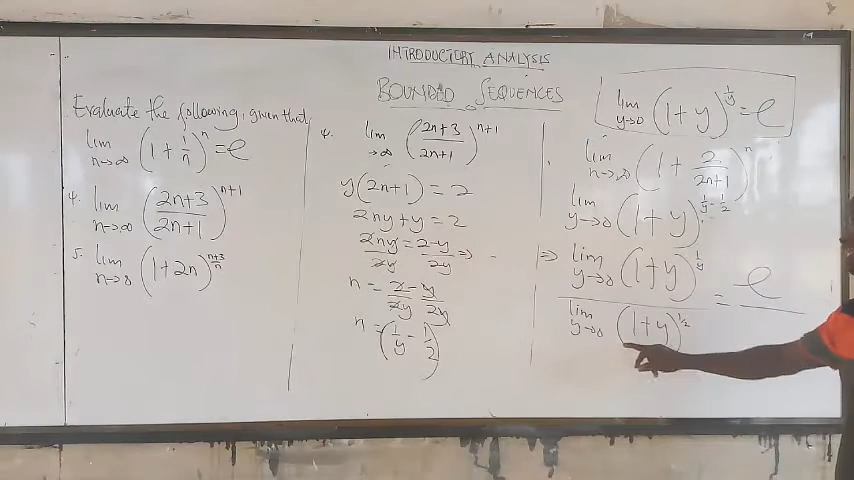 INTRODUCTORY ANALYSIS
BOUNDED SEQUENCES
Evaluate the following, given that
lim n→∞ (1 + 1/n)^n = e
4. lim n→∞ ((2n+3)/(2n+1))^(n+1)
5. lim n→∞ (1+2n)^((n+3)/n)
4. lim →∞ ((2n+3)/(2n+1))^(n+1)
y(2n+1) = 2
2ny+y = 2
2ny/2y = (2-y)/2y ⇒
n = 2/2y - y/2y
n = (1/y - 1/2)
lim y→0 (1+y)^(1/y) = e
lim n→∞ (1 + 2/(2n+1))^n
lim y→0 (1+y)^(1/y - 1/2)
⇒ lim y→0 (1+y)^(1/y)
lim y→0 (1+y)^(1/2)
= e